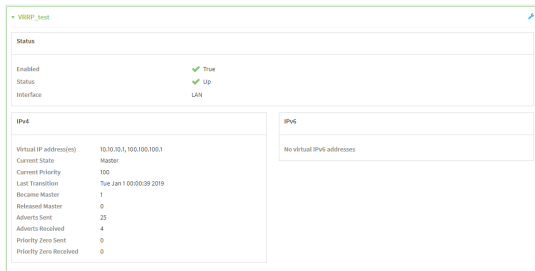 VRRP_test
Status
Enabled True
Status Up
Interface LAN
IPv4
Virtual IP address(es) 10.10.10.1, 100.100.100.1
Current State Master
Current Priority 100
Last Transition Tue Jan 1 00:00:39 2019
Became Master 1
Released Master 0
Adverts Sent 25
Adverts Received 4
Priority Zero Sent 0
Priority Zero Received 0
IPv6
No virtual IPv6 addresses